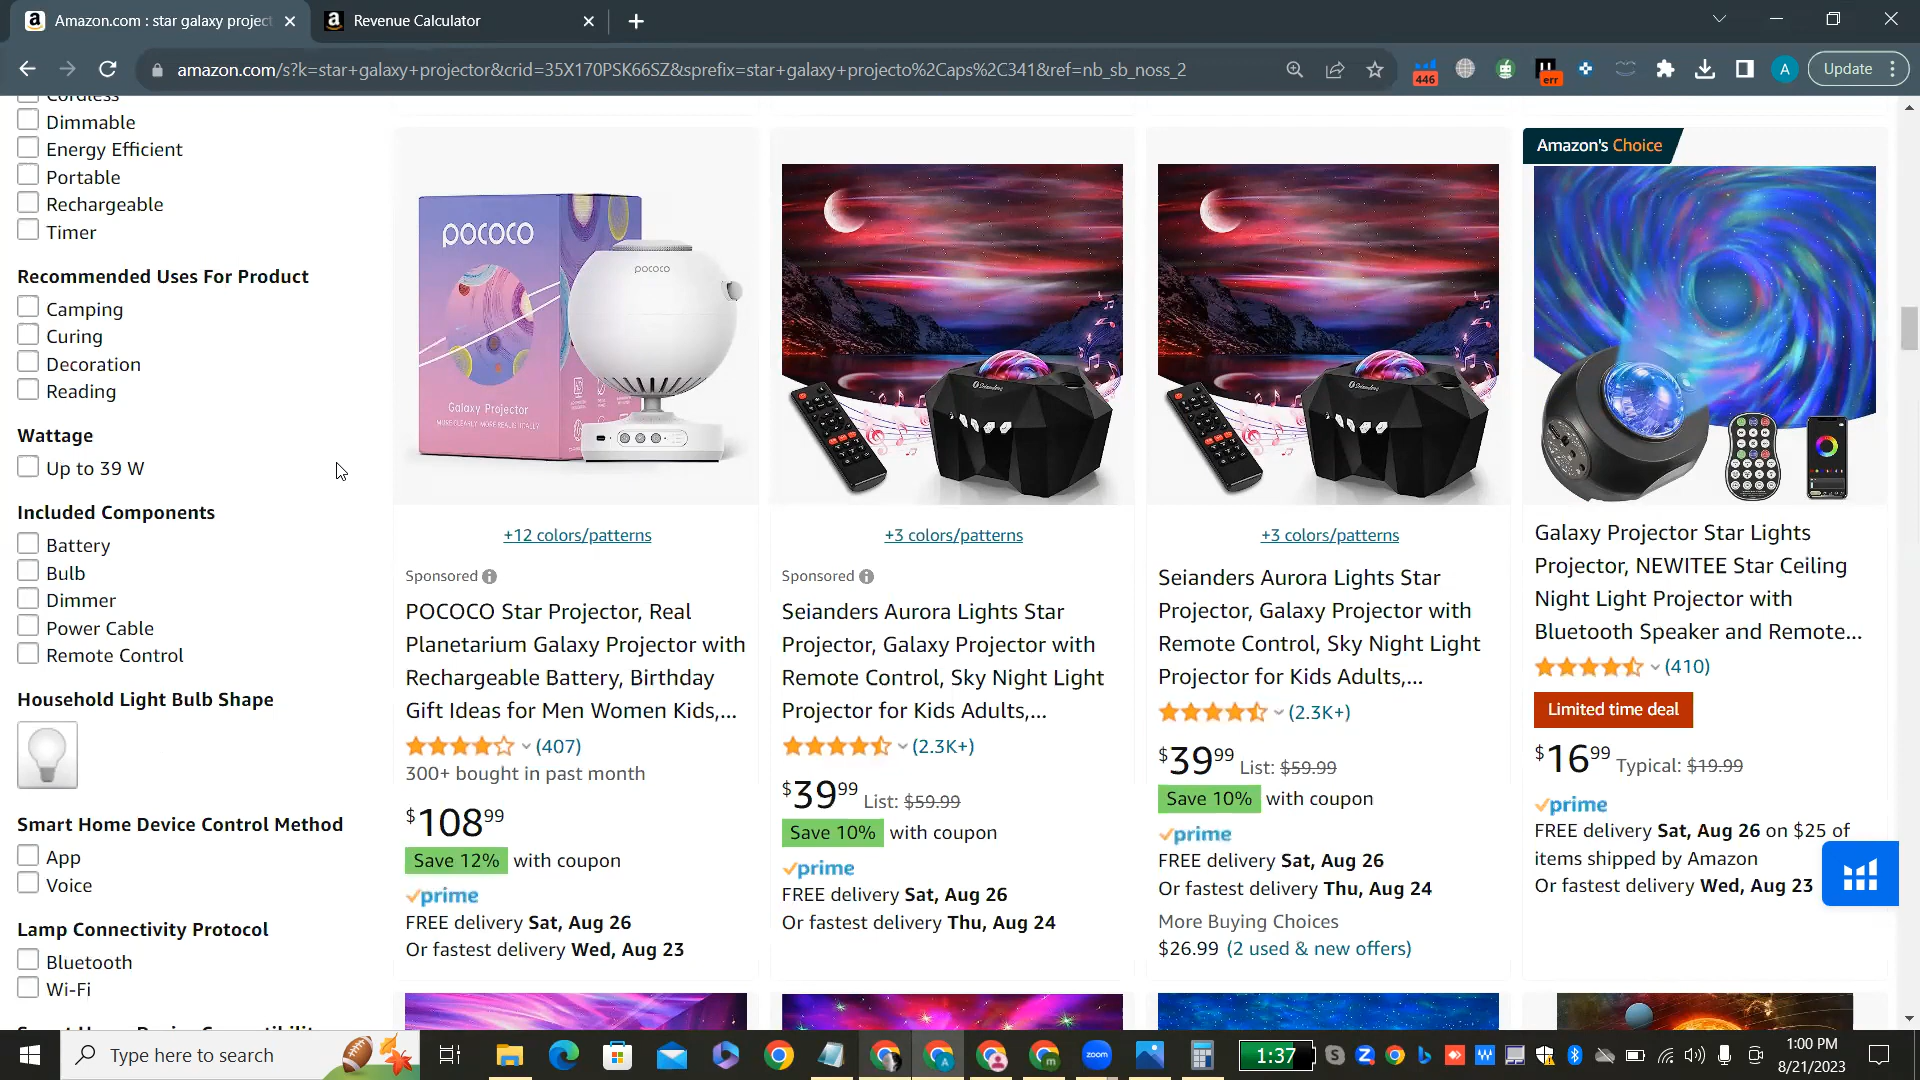 Amazon.com : star galaxy project
Revenue Calculator
amazon.com/s?k=star+galaxy+projector&crid=35X170PSK66SZ&sprefix=star+galaxy+projecto%2Caps%2C341&ref=nb_sb_noss_2
446
err
A
Update
Cordless
Dimmable
Energy Efficient
Portable
Rechargeable
Timer
Recommended Uses For Product
Camping
Curing
Decoration
Reading
Wattage
Up to 39 W
Included Components
Battery
Bulb
Dimmer
Power Cable
Remote Control
Household Light Bulb Shape
Smart Home Device Control Method
App
Voice
Lamp Connectivity Protocol
Bluetooth
Wi-Fi
pococo
pococo
Galaxy Projector
+12 colors/patterns
Sponsored
POCOCO Star Projector, Real
Planetarium Galaxy Projector with
Rechargeable Battery, Birthday
Gift Ideas for Men Women Kids,...
(407)
300+ bought in past month
$108.99
Save 12% with coupon
prime
FREE delivery Sat, Aug 26
Or fastest delivery Wed, Aug 23
Seianders
+3 colors/patterns
Sponsored
Seianders Aurora Lights Star
Projector, Galaxy Projector with
Remote Control, Sky Night Light
Projector for Kids Adults,...
(2.3K+)
$39.99 List: $59.99
Save 10% with coupon
prime
FREE delivery Sat, Aug 26
Or fastest delivery Thu, Aug 24
Seianders
+3 colors/patterns
Seianders Aurora Lights Star
Projector, Galaxy Projector with
Remote Control, Sky Night Light
Projector for Kids Adults,...
(2.3K+)
$39.99 List: $59.99
Save 10% with coupon
prime
FREE delivery Sat, Aug 26
Or fastest delivery Thu, Aug 24
More Buying Choices
$26.99 (2 used & new offers)
Amazon's Choice
Galaxy Projector Star Lights
Projector, NEWITEE Star Ceiling
Night Light Projector with
Bluetooth Speaker and Remote...
(410)
Limited time deal
$16.99 Typical: $19.99
prime
FREE delivery Sat, Aug 26 on $25 of
items shipped by Amazon
Or fastest delivery Wed, Aug 23
Type here to search
zoom
1:37
1:00 PM
8/21/2023